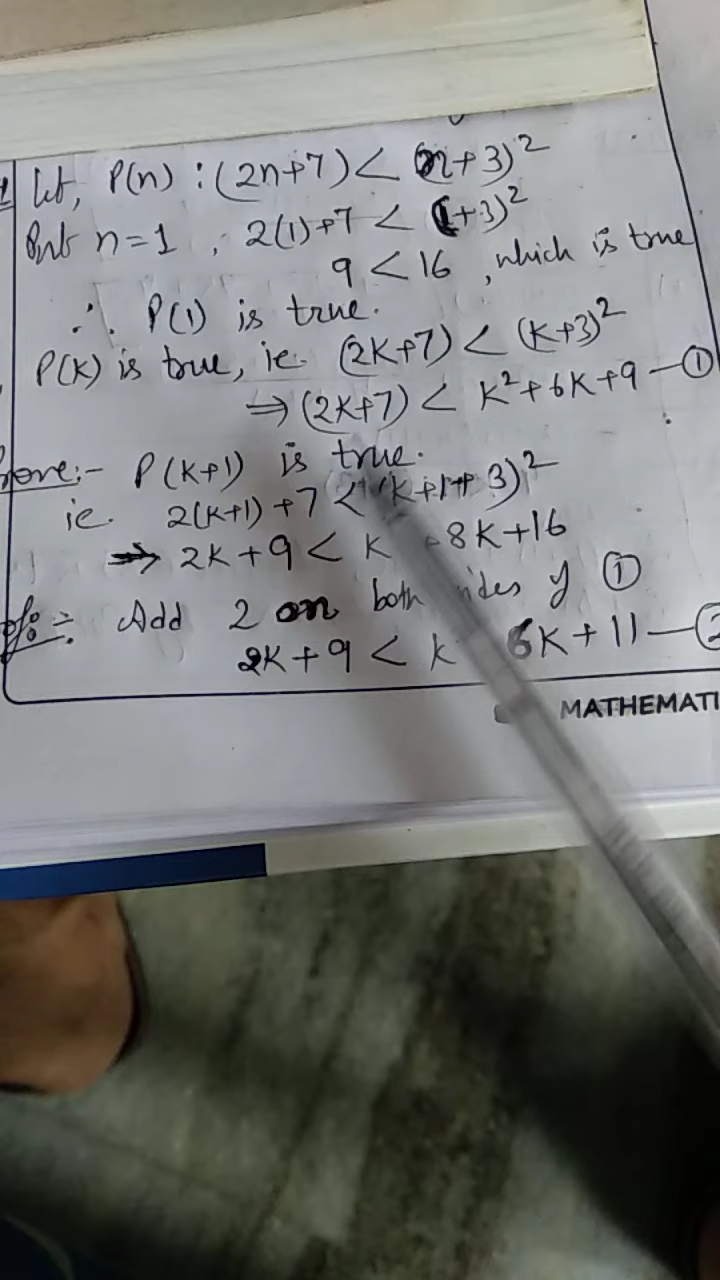 Let, P(n) : (2n+7) < (n+3)²
Put n=1 , 2(1)+7 < (1+3)²
9 < 16 , which is true
∴ P(1) is true.
P(K) is true, ie. (2K+7) < (K+3)²
⇒ (2K+7) < K²+6K+9 — ①
P(K+1) is true.
ie. 2(K+1)+7 < (K+1+3)²
⇒ 2K+9 < K 8K+16
Add 2 on both sides of ①
2K+9 < K 6K+11 — ②
MATHEMATI